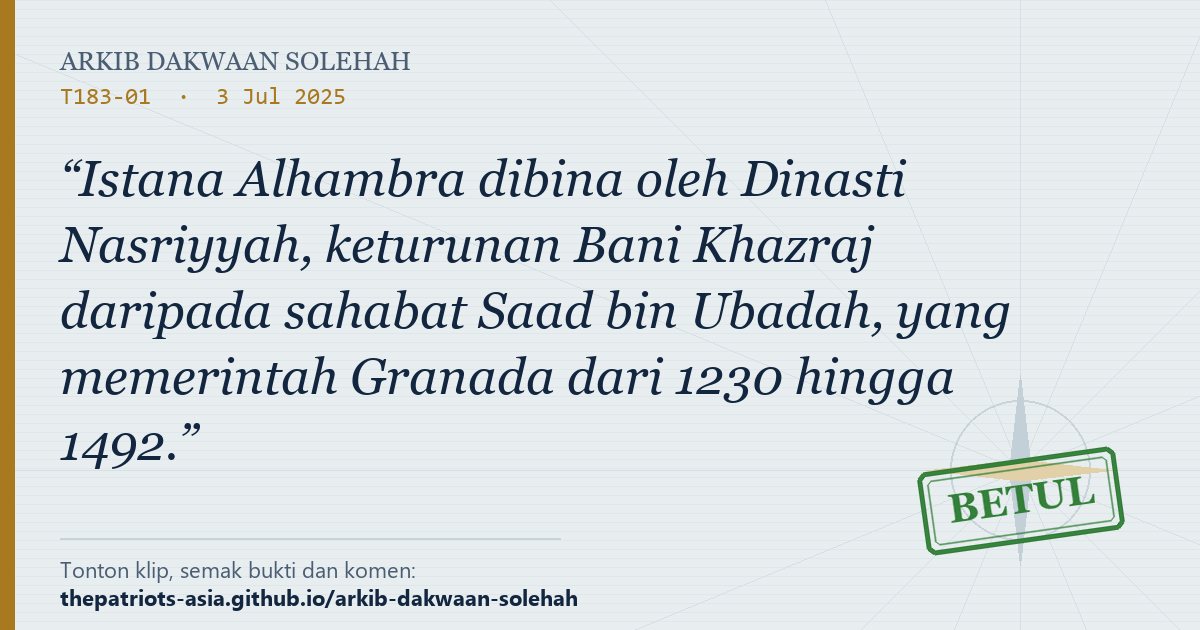 ARKIB DAKWAAN SOLEHAH
T183-01 · 3 Jul 2025
“Istana Alhambra dibina oleh Dinasti
Nasriyyah, keturunan Bani Khazraj
daripada sahabat Saad bin Ubadah, yang
memerintah Granada dari 1230 hingga
1492.”
BETUL
Tonton klip, semak bukti dan komen:
thepatriots-asia.github.io/arkib-dakwaan-solehah